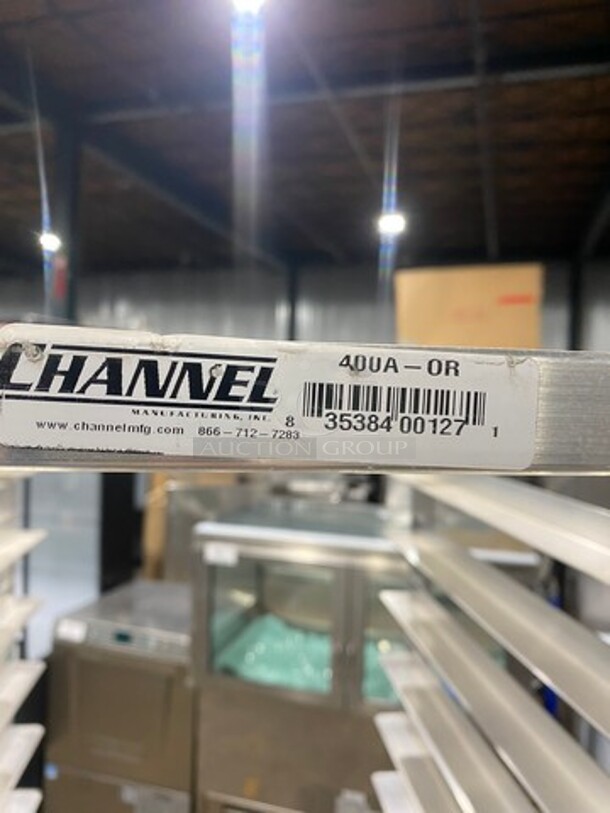 CHANNEL
MANUFACTURING, INC.
www.channelmfg.com 866-712-7283
400A-OR
8 35384 00127 1
AUCTION GROUP